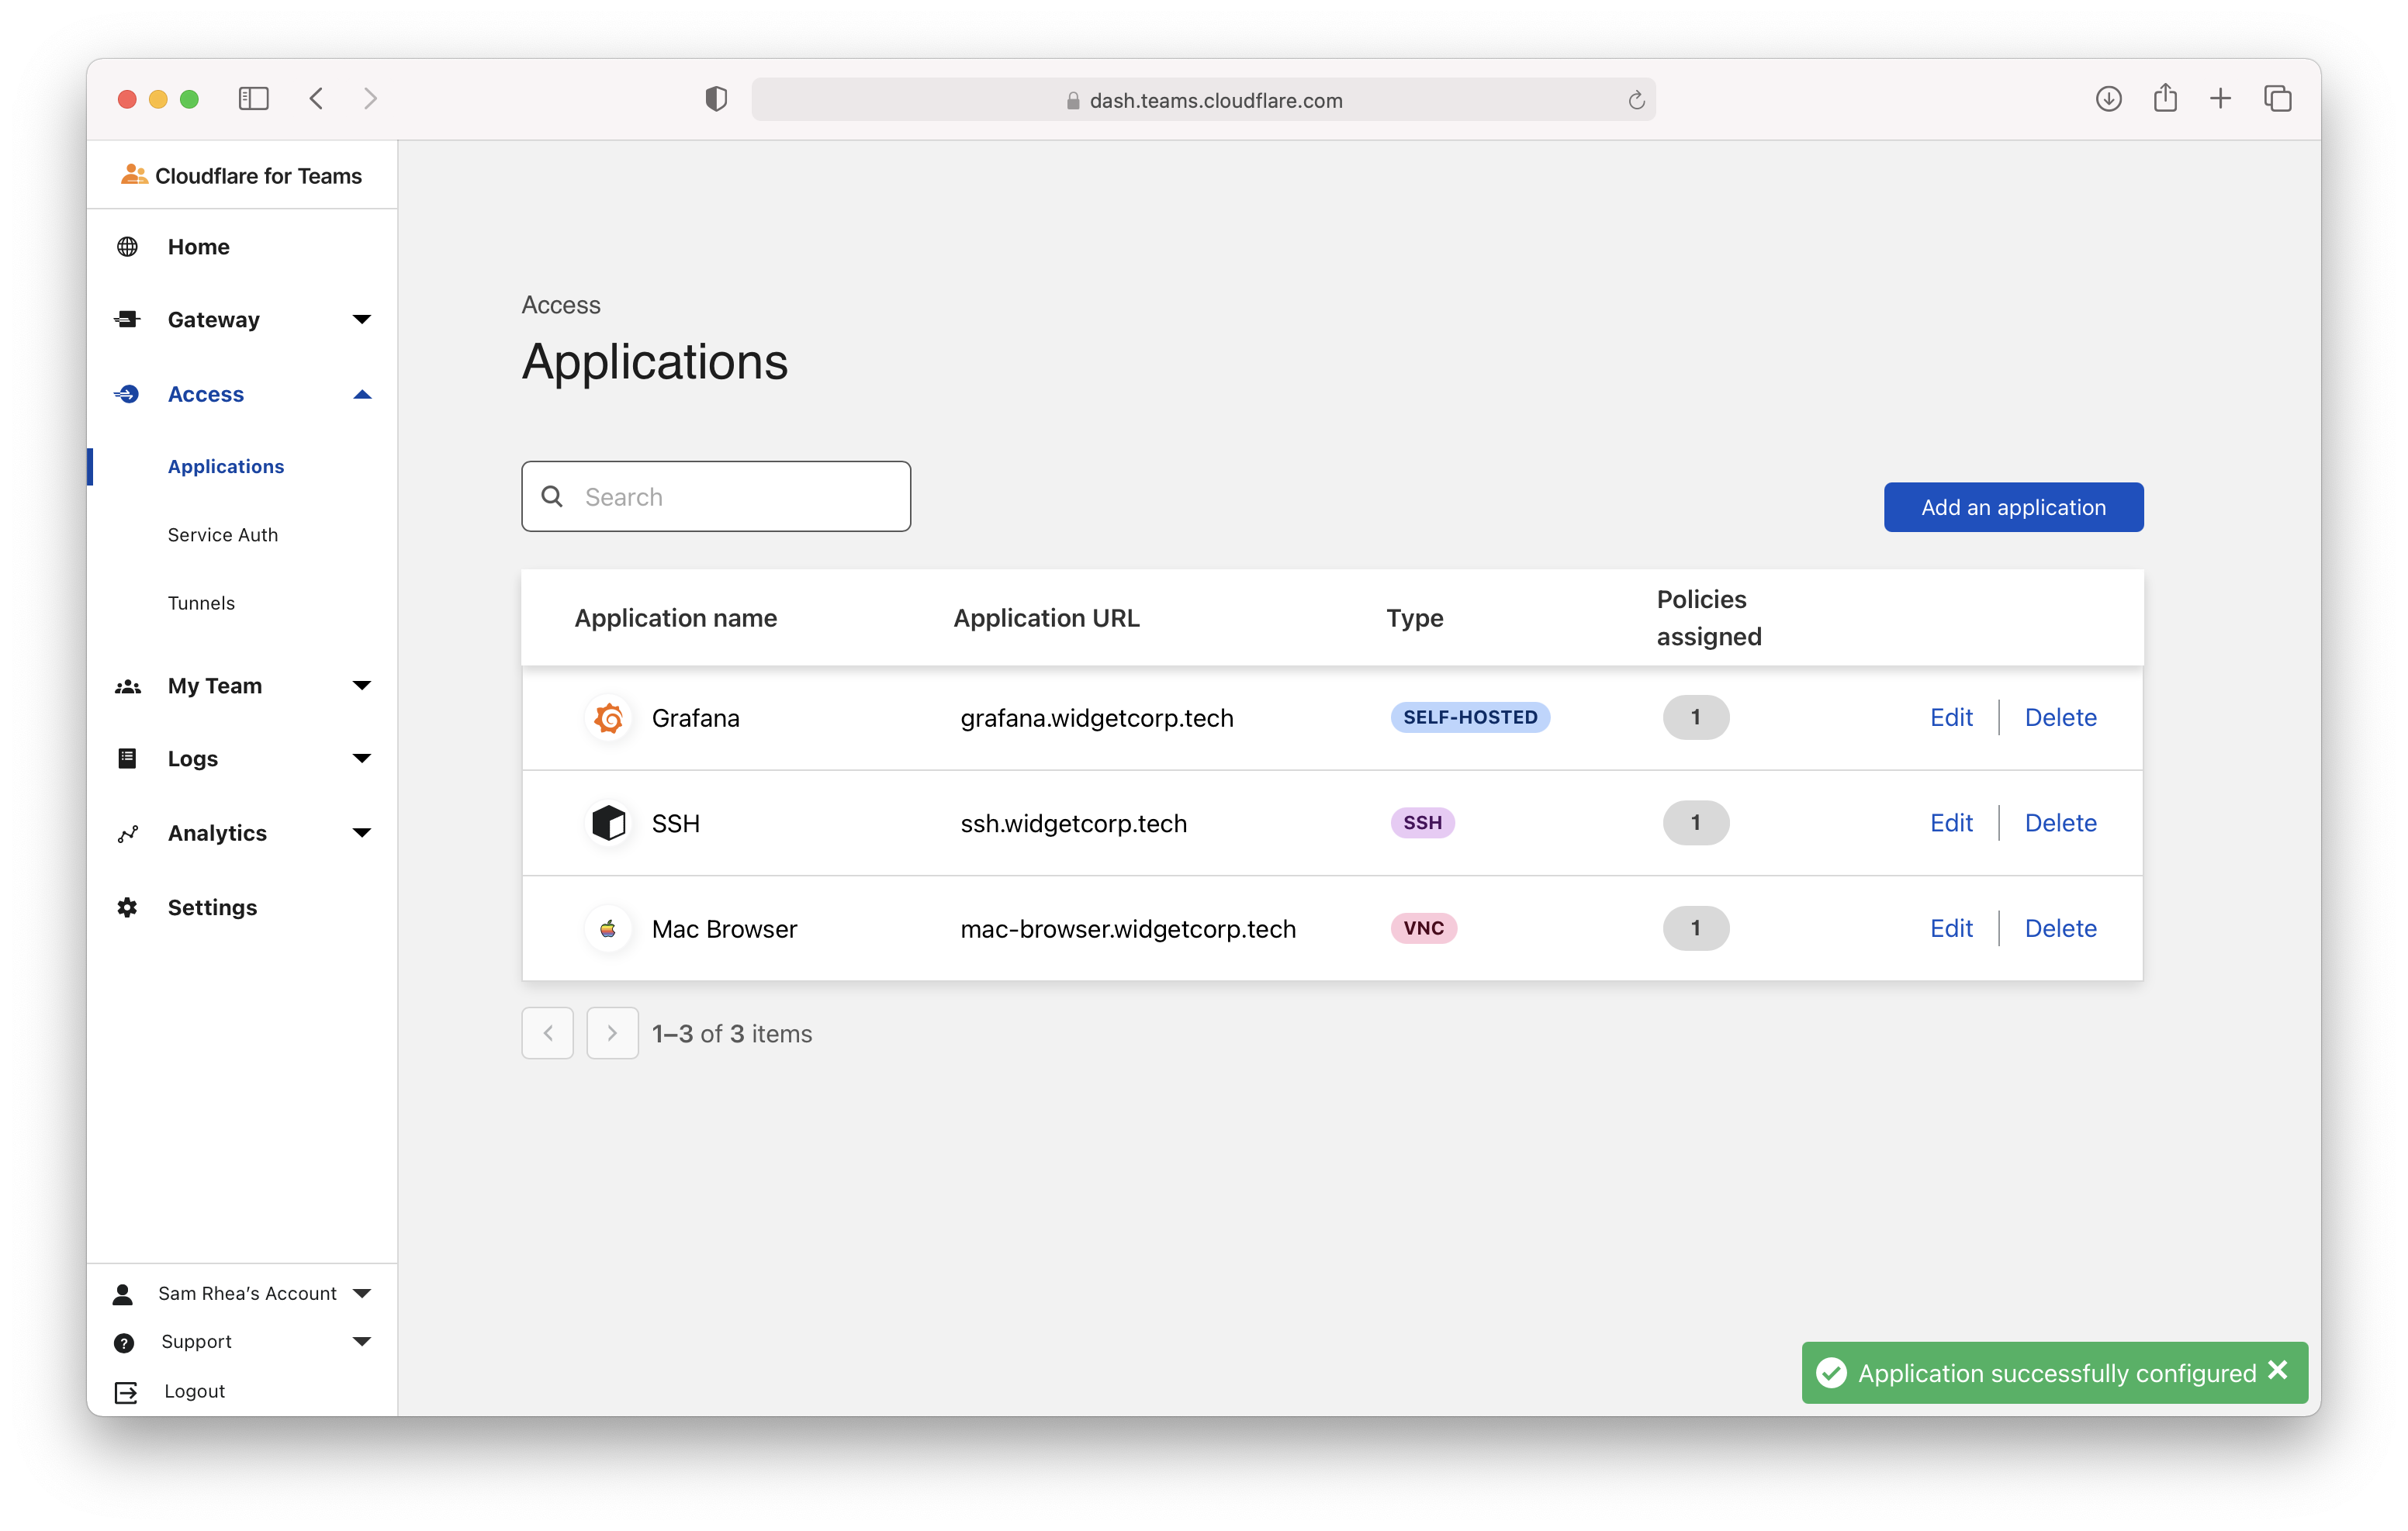 dash.teams.cloudflare.com
Cloudflare for Teams
Home
Gateway
Access
Applications
Service Auth
Tunnels
My Team
Logs
Analytics
Settings
Sam Rhea’s Account
Support
Logout
Access
Applications
Search
Add an application
Application name Application URL Type Policies
assigned
Grafana grafana.widgetcorp.tech SELF-HOSTED 1 Edit Delete
SSH ssh.widgetcorp.tech SSH 1 Edit Delete
Mac Browser mac-browser.widgetcorp.tech VNC 1 Edit Delete
1–3 of 3 items
Application successfully configured